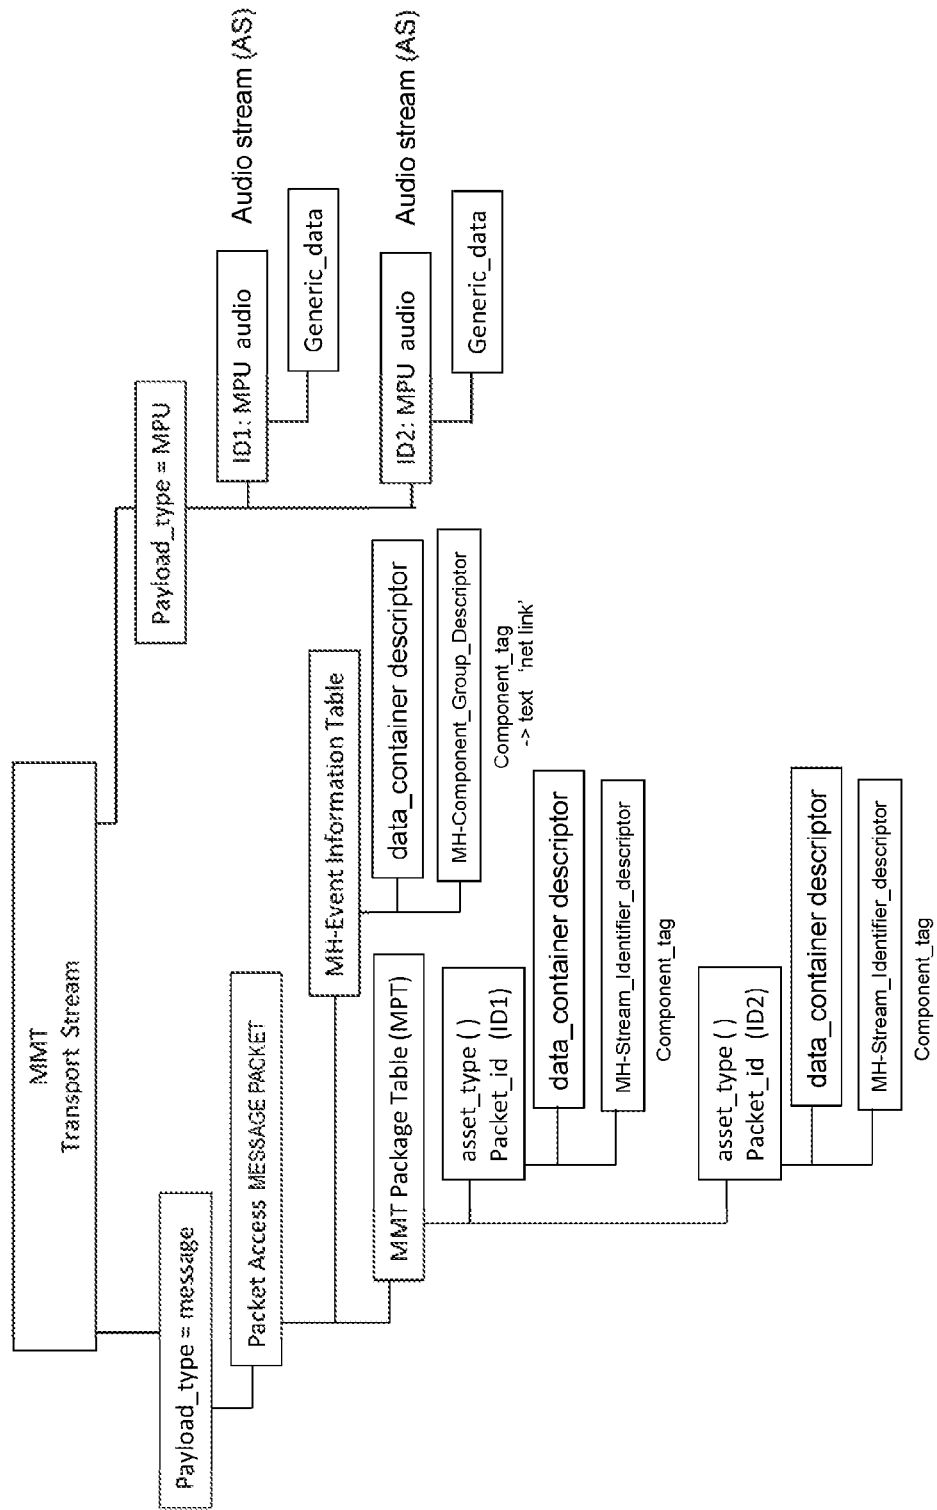 MMT
Transport Stream
Payload_type = message
Packet Access MESSAGE PACKET
MH-Event Information Table
data_container descriptor
MH-Component_Group_Descriptor
Component_tag
-> text 'net link'
MMT Package Table (MPT)
asset_type ( )
Packet_id (ID1)
data_container descriptor
MH-Stream_Identifier_descriptor
Component_tag
asset_type ( )
Packet_id (ID2)
data_container descriptor
MH-Stream_Identifier_descriptor
Component_tag
Payload_type = MPU
ID1: MPU audio
Audio stream (AS)
Generic_data
ID2: MPU audio
Audio stream (AS)
Generic_data